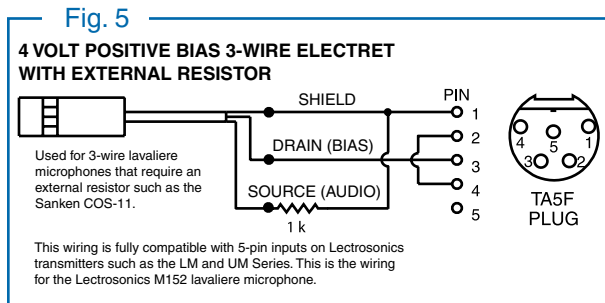 Fig. 5
4 VOLT POSITIVE BIAS 3-WIRE ELECTRET
WITH EXTERNAL RESISTOR
SHIELD
PIN
1
2
DRAIN (BIAS)
3
SOURCE (AUDIO)
4
5
1 k
Used for 3-wire lavaliere
microphones that require an
external resistor such as the
Sanken COS-11.
4
5
1
3
2
TA5F
PLUG
This wiring is fully compatible with 5-pin inputs on Lectrosonics
transmitters such as the LM and UM Series. This is the wiring
for the Lectrosonics M152 lavaliere microphone.